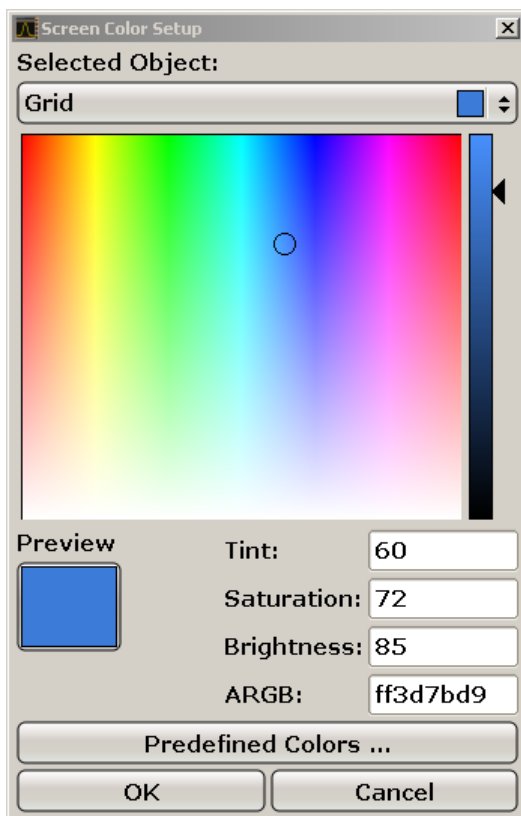 Screen Color Setup
Selected Object:
Grid
Preview
Tint: 60
Saturation: 72
Brightness: 85
ARGB: ff3d7bd9
Predefined Colors ...
OK Cancel